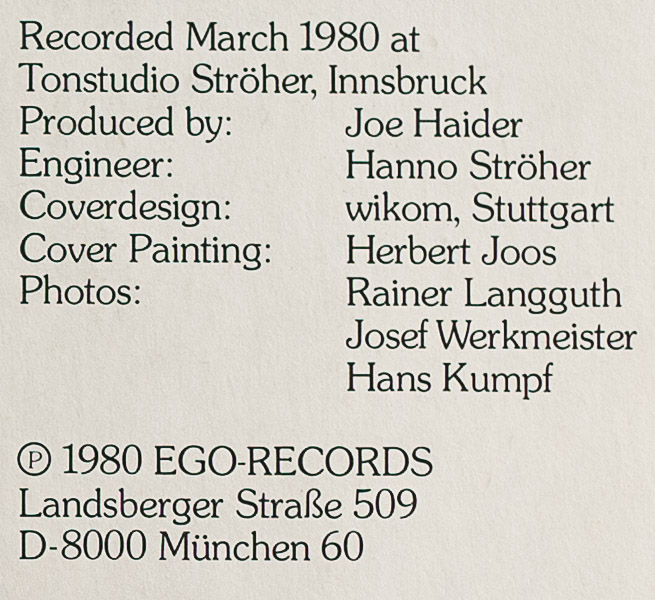 Recorded March 1980 at
Tonstudio Ströher, Innsbruck
Produced by: Joe Haider
Engineer: Hanno Ströher
Coverdesign: wikom, Stuttgart
Cover Painting: Herbert Joos
Photos: Rainer Langguth
Josef Werkmeister
Hans Kumpf
℗ 1980 EGO-RECORDS
Landsberger Straße 509
D-8000 München 60